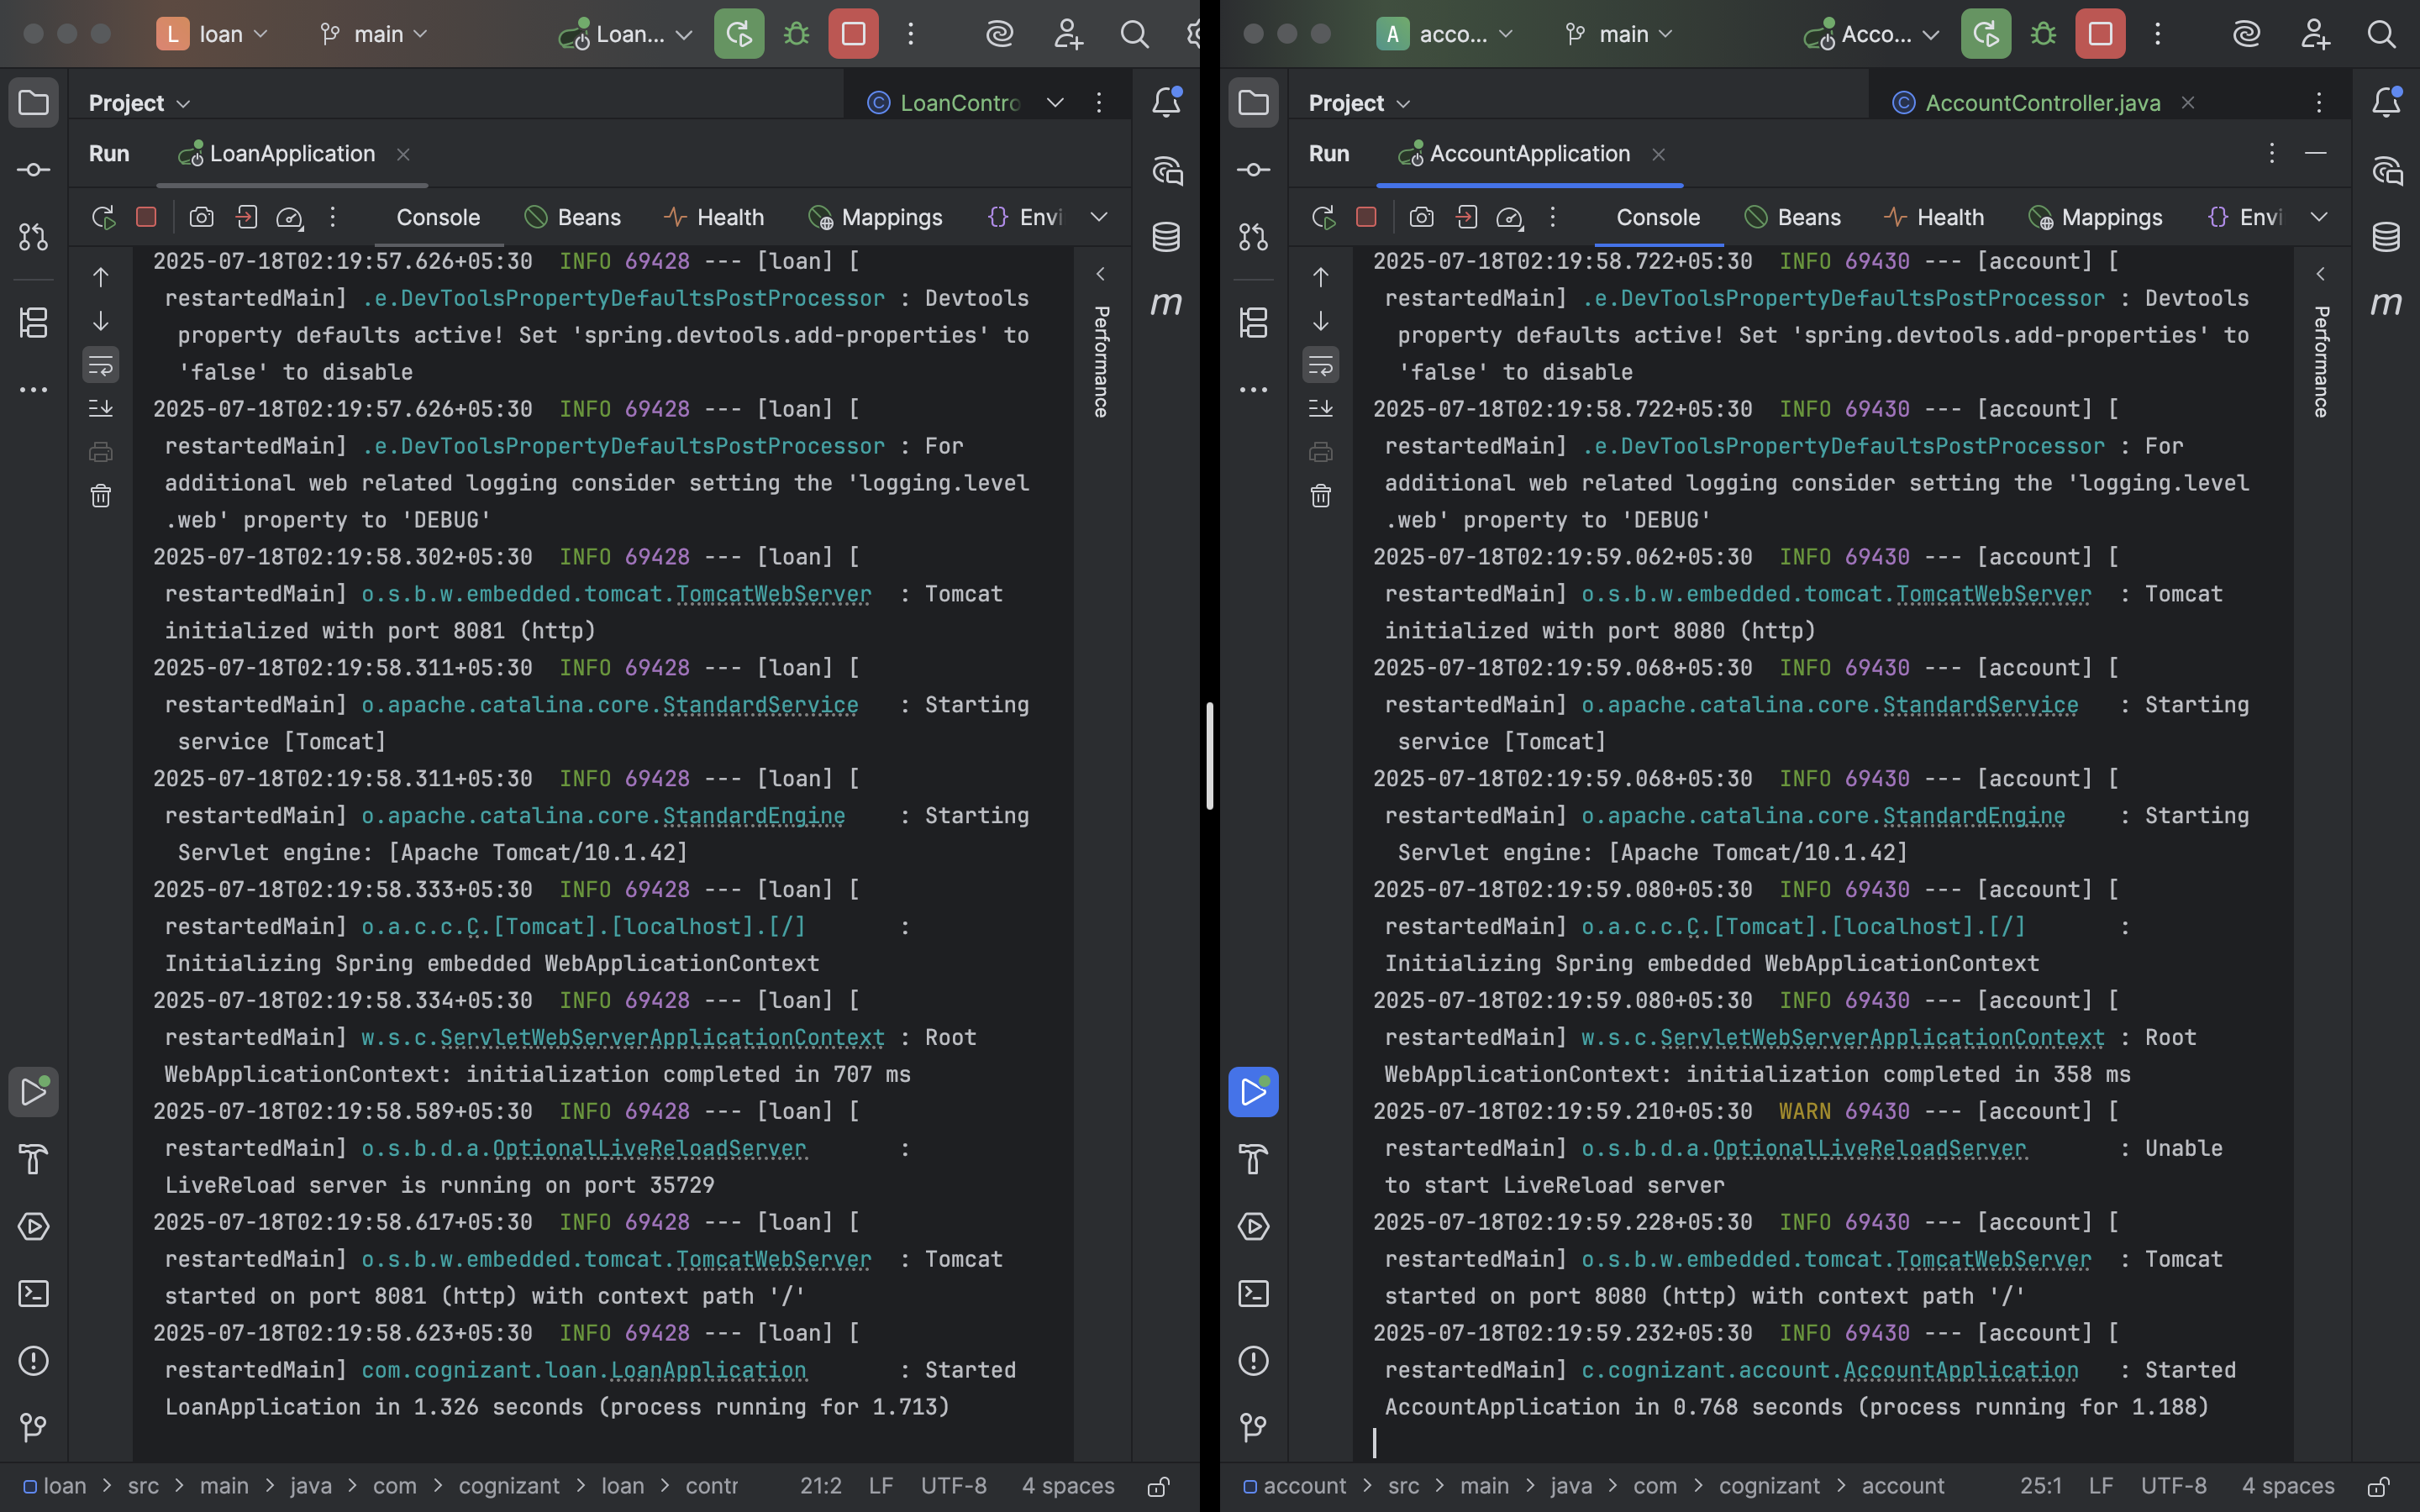 L loan main Loan...
Project LoanContro
Run LoanApplication
Console Beans Health Mappings Envi
2025-07-18T02:19:57.626+05:30 INFO 69428 --- [loan] [
restartedMain] .e.DevToolsPropertyDefaultsPostProcessor : Devtools
property defaults active! Set 'spring.devtools.add-properties' to
'false' to disable
2025-07-18T02:19:57.626+05:30 INFO 69428 --- [loan] [
restartedMain] .e.DevToolsPropertyDefaultsPostProcessor : For
additional web related logging consider setting the 'logging.level
.web' property to 'DEBUG'
2025-07-18T02:19:58.302+05:30 INFO 69428 --- [loan] [
restartedMain] o.s.b.w.embedded.tomcat.TomcatWebServer : Tomcat
initialized with port 8081 (http)
2025-07-18T02:19:58.311+05:30 INFO 69428 --- [loan] [
restartedMain] o.apache.catalina.core.StandardService : Starting
service [Tomcat]
2025-07-18T02:19:58.311+05:30 INFO 69428 --- [loan] [
restartedMain] o.apache.catalina.core.StandardEngine : Starting
Servlet engine: [Apache Tomcat/10.1.42]
2025-07-18T02:19:58.333+05:30 INFO 69428 --- [loan] [
restartedMain] o.a.c.c.C.[Tomcat].[localhost].[/] :
Initializing Spring embedded WebApplicationContext
2025-07-18T02:19:58.334+05:30 INFO 69428 --- [loan] [
restartedMain] w.s.c.ServletWebServerApplicationContext : Root
WebApplicationContext: initialization completed in 707 ms
2025-07-18T02:19:58.589+05:30 INFO 69428 --- [loan] [
restartedMain] o.s.b.d.a.OptionalLiveReloadServer :
LiveReload server is running on port 35729
2025-07-18T02:19:58.617+05:30 INFO 69428 --- [loan] [
restartedMain] o.s.b.w.embedded.tomcat.TomcatWebServer : Tomcat
started on port 8081 (http) with context path '/'
2025-07-18T02:19:58.623+05:30 INFO 69428 --- [loan] [
restartedMain] com.cognizant.loan.LoanApplication : Started
LoanApplication in 1.326 seconds (process running for 1.713)
Performance
m
loan > src > main > java > com > cognizant > loan > contr 21:2 LF UTF-8 4 spaces
A acco... main Acco...
Project AccountController.java
Run AccountApplication
Console Beans Health Mappings Envi
2025-07-18T02:19:58.722+05:30 INFO 69430 --- [account] [
restartedMain] .e.DevToolsPropertyDefaultsPostProcessor : Devtools
property defaults active! Set 'spring.devtools.add-properties' to
'false' to disable
2025-07-18T02:19:58.722+05:30 INFO 69430 --- [account] [
restartedMain] .e.DevToolsPropertyDefaultsPostProcessor : For
additional web related logging consider setting the 'logging.level
.web' property to 'DEBUG'
2025-07-18T02:19:59.062+05:30 INFO 69430 --- [account] [
restartedMain] o.s.b.w.embedded.tomcat.TomcatWebServer : Tomcat
initialized with port 8080 (http)
2025-07-18T02:19:59.068+05:30 INFO 69430 --- [account] [
restartedMain] o.apache.catalina.core.StandardService : Starting
service [Tomcat]
2025-07-18T02:19:59.068+05:30 INFO 69430 --- [account] [
restartedMain] o.apache.catalina.core.StandardEngine : Starting
Servlet engine: [Apache Tomcat/10.1.42]
2025-07-18T02:19:59.080+05:30 INFO 69430 --- [account] [
restartedMain] o.a.c.c.C.[Tomcat].[localhost].[/] :
Initializing Spring embedded WebApplicationContext
2025-07-18T02:19:59.080+05:30 INFO 69430 --- [account] [
restartedMain] w.s.c.ServletWebServerApplicationContext : Root
WebApplicationContext: initialization completed in 358 ms
2025-07-18T02:19:59.210+05:30 WARN 69430 --- [account] [
restartedMain] o.s.b.d.a.OptionalLiveReloadServer : Unable
to start LiveReload server
2025-07-18T02:19:59.228+05:30 INFO 69430 --- [account] [
restartedMain] o.s.b.w.embedded.tomcat.TomcatWebServer : Tomcat
started on port 8080 (http) with context path '/'
2025-07-18T02:19:59.232+05:30 INFO 69430 --- [account] [
restartedMain] c.cognizant.account.AccountApplication : Started
AccountApplication in 0.768 seconds (process running for 1.188)
Performance
m
account > src > main > java > com > cognizant > account 25:1 LF UTF-8 4 spaces